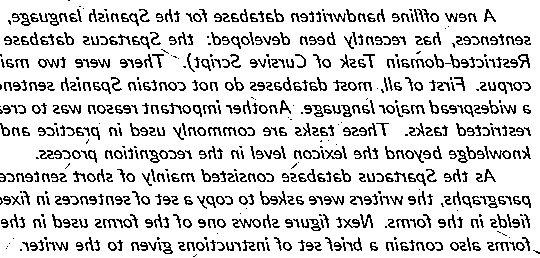 A new offline handwritten database for the Spanish language,
sentences, has recently been developed: the Spartacus database
Restricted-domain Task of Cursive Script). There were two mai
corpus. First of all, most databases do not contain Spanish senten
a widespread major language. Another important reason was to crea
restricted tasks. These tasks are commonly used in practice and
knowledge beyond the lexicon level in the recognition process.
As the Spartacus database consisted mainly of short sentence
paragraphs, the writers were asked to copy a set of sentences in fixe
fields in the forms. Next figure shows one of the forms used in the
forms also contain a brief set of instructions given to the writer.